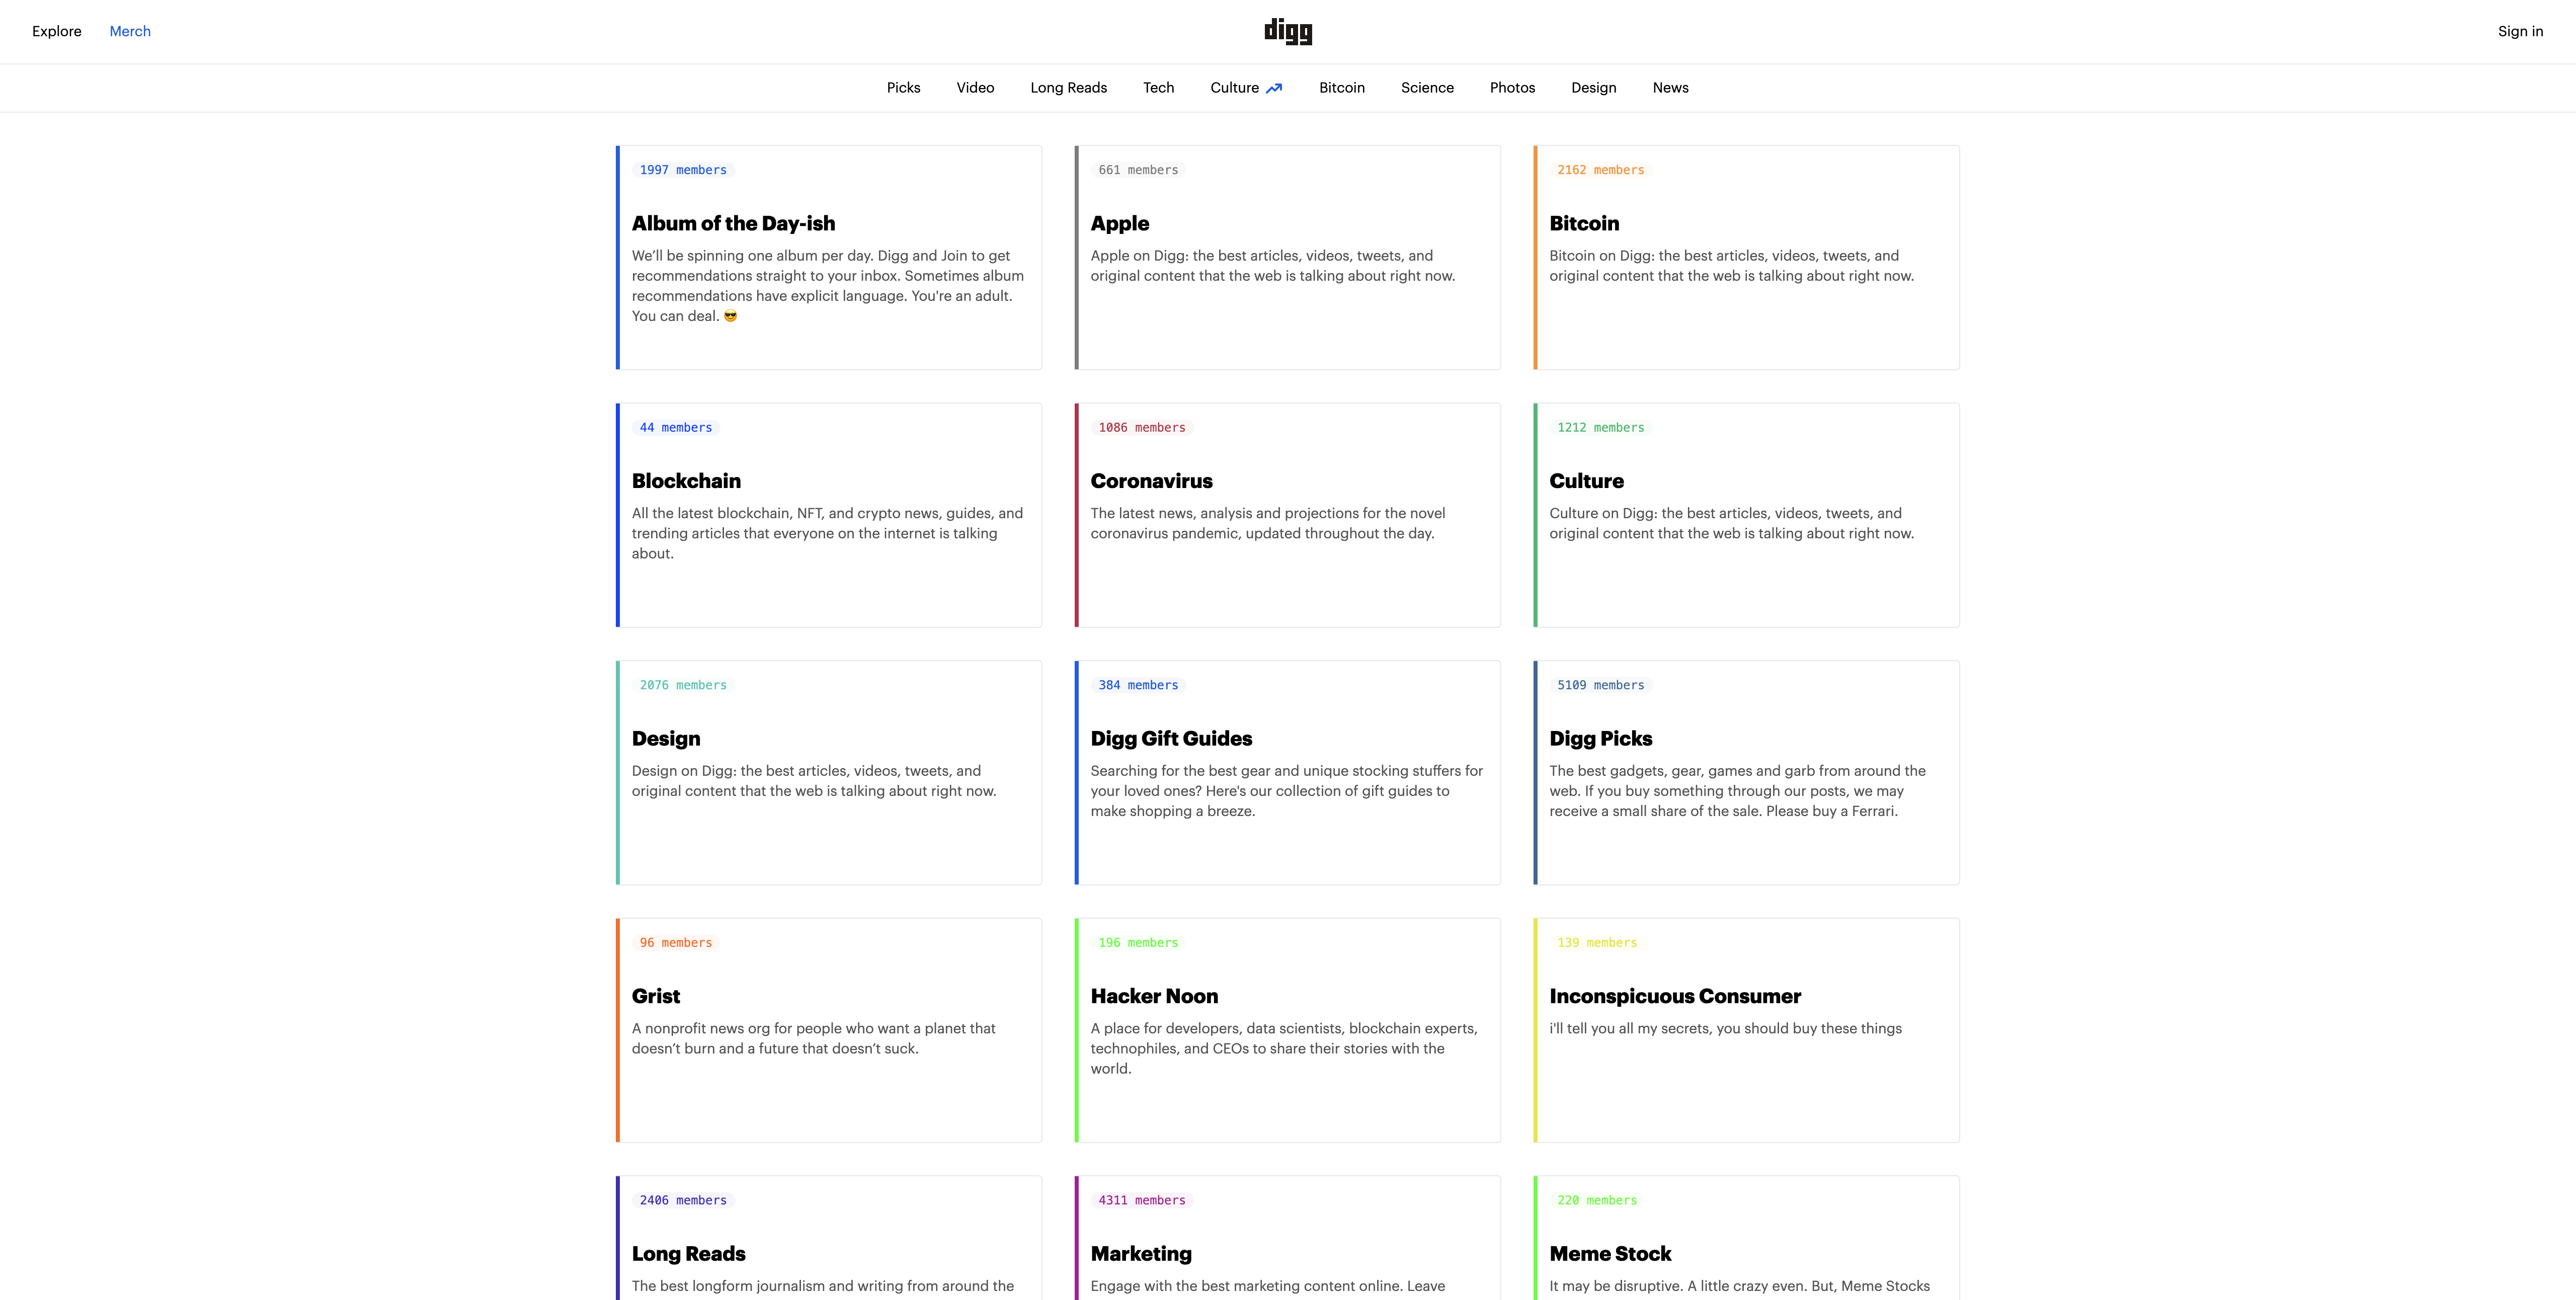 Explore
Merch
digg
Sign in
Picks
Video
Long Reads
Tech
Culture
Bitcoin
Science
Photos
Design
News
1997 members
Album of the Day-ish
We’ll be spinning one album per day. Digg and Join to get
recommendations straight to your inbox. Sometimes album
recommendations have explicit language. You're an adult.
You can deal. 😎
661 members
Apple
Apple on Digg: the best articles, videos, tweets, and
original content that the web is talking about right now.
2162 members
Bitcoin
Bitcoin on Digg: the best articles, videos, tweets, and
original content that the web is talking about right now.
44 members
Blockchain
All the latest blockchain, NFT, and crypto news, guides, and
trending articles that everyone on the internet is talking
about.
1086 members
Coronavirus
The latest news, analysis and projections for the novel
coronavirus pandemic, updated throughout the day.
1212 members
Culture
Culture on Digg: the best articles, videos, tweets, and
original content that the web is talking about right now.
2076 members
Design
Design on Digg: the best articles, videos, tweets, and
original content that the web is talking about right now.
384 members
Digg Gift Guides
Searching for the best gear and unique stocking stuffers for
your loved ones? Here's our collection of gift guides to
make shopping a breeze.
5109 members
Digg Picks
The best gadgets, gear, games and garb from around the
web. If you buy something through our posts, we may
receive a small share of the sale. Please buy a Ferrari.
96 members
Grist
A nonprofit news org for people who want a planet that
doesn’t burn and a future that doesn’t suck.
196 members
Hacker Noon
A place for developers, data scientists, blockchain experts,
technophiles, and CEOs to share their stories with the
world.
139 members
Inconspicuous Consumer
i'll tell you all my secrets, you should buy these things
2406 members
Long Reads
The best longform journalism and writing from around the
4311 members
Marketing
Engage with the best marketing content online. Leave
220 members
Meme Stock
It may be disruptive. A little crazy even. But, Meme Stocks